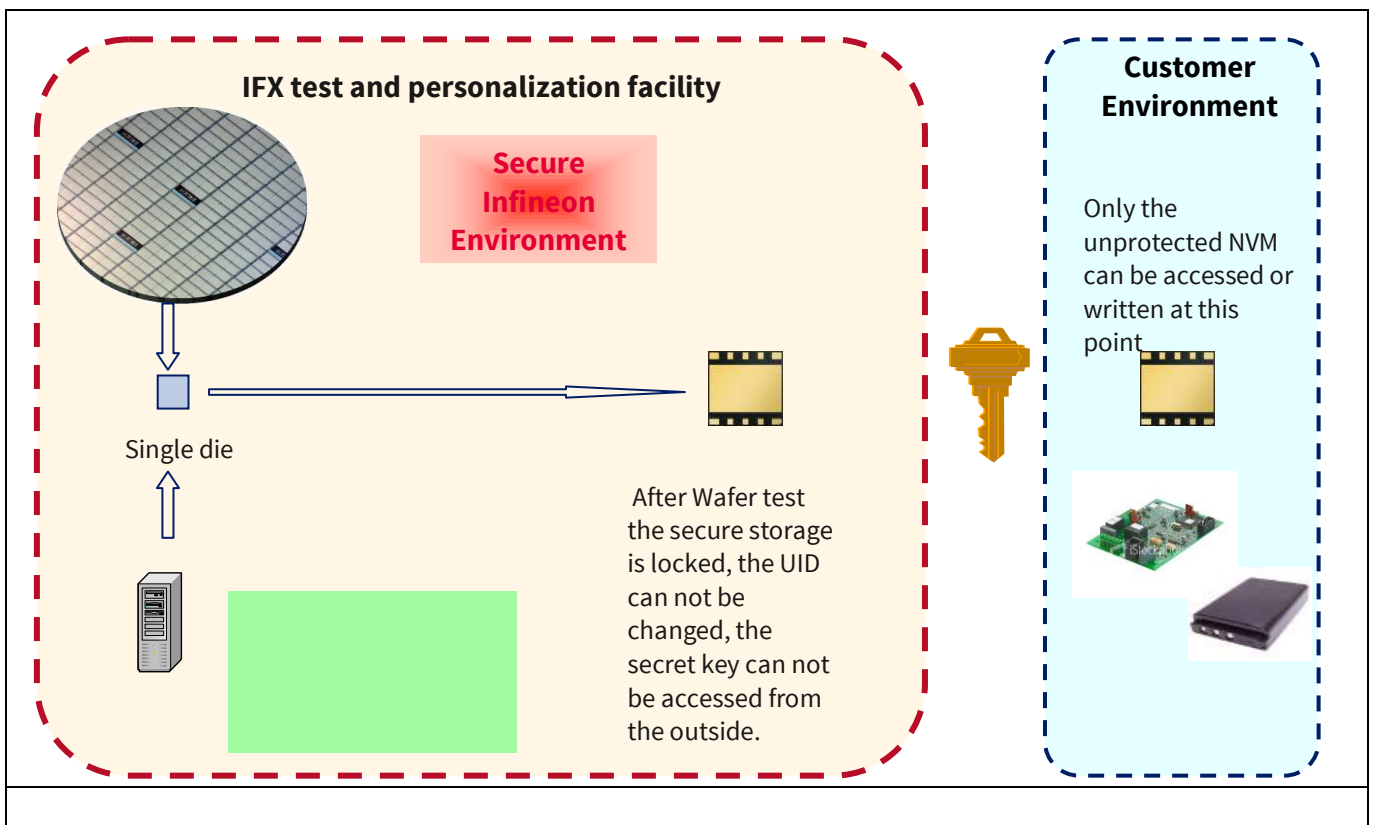 IFX test and personalization facility
Secure
Infineon
Environment
Single die
After Wafer test
the secure storage
is locked, the UID
can not be
changed, the
secret key can not
be accessed from
the outside.
Customer
Environment
Only the
unprotected NVM
can be accessed or
written at this
point